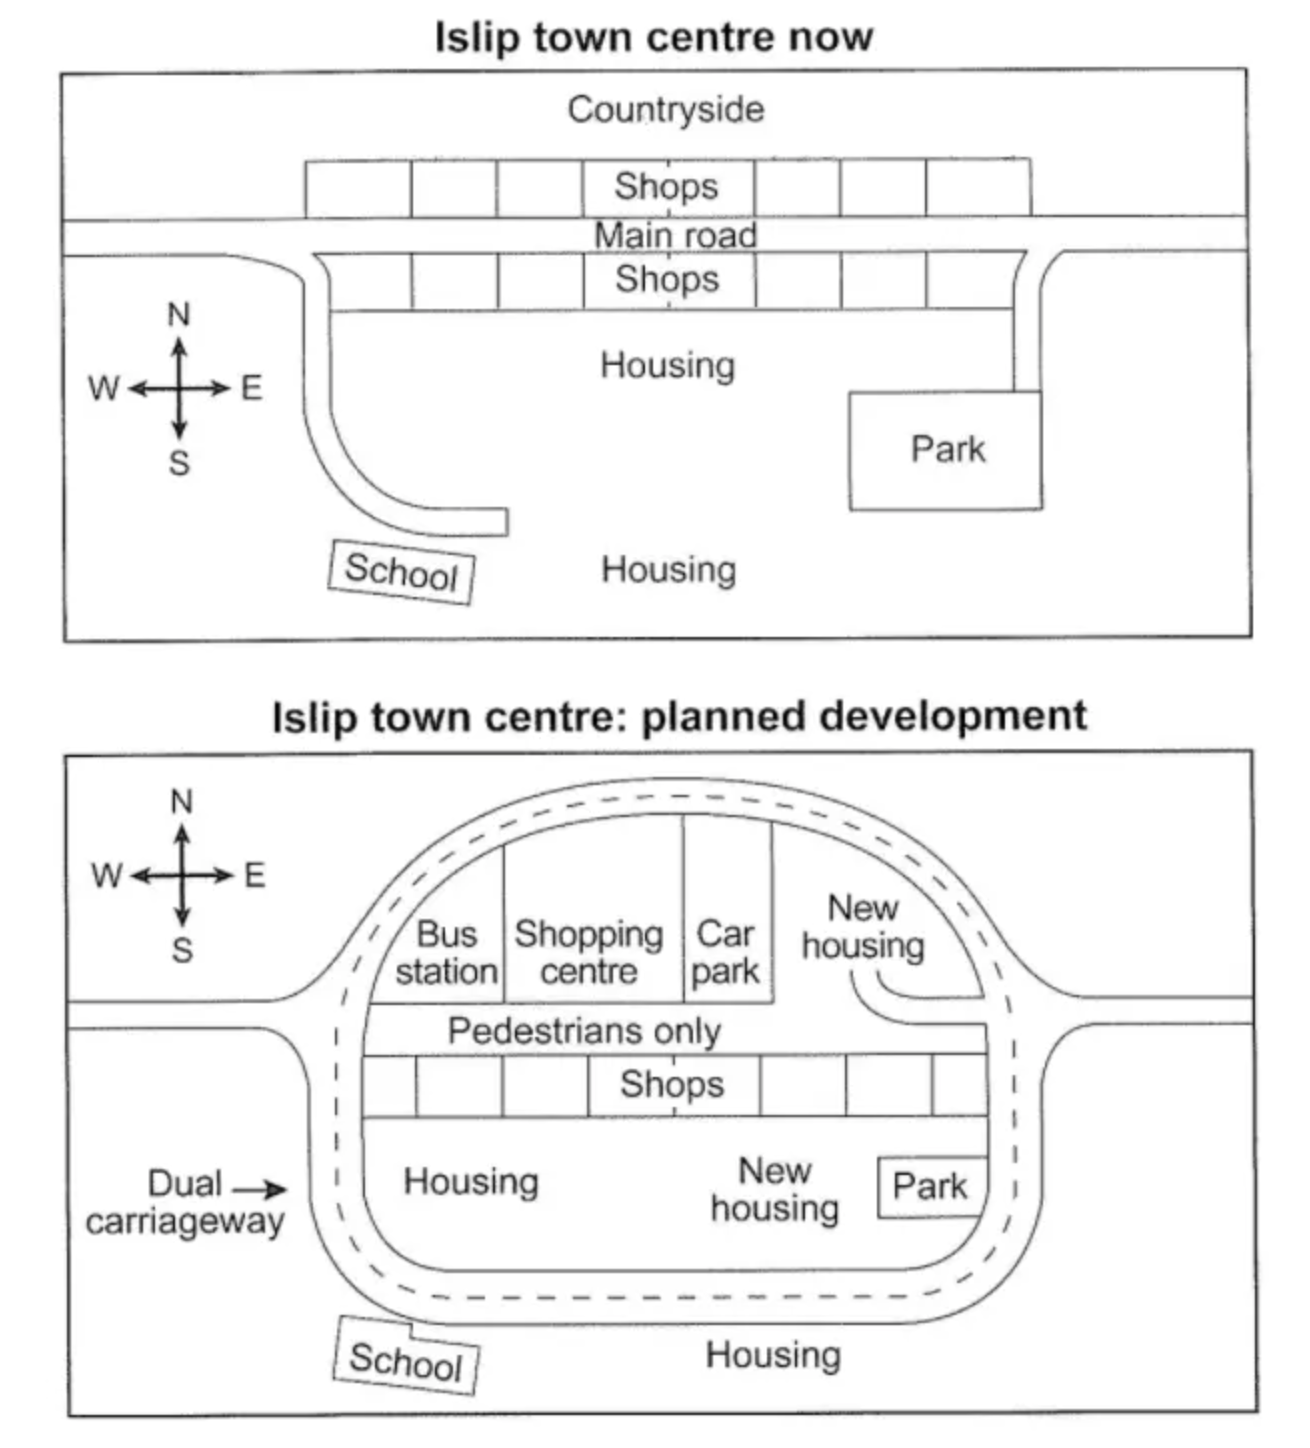 Islip town centre now
Countryside
Shops
Main road
Shops
N
W E
S
Housing
Park
School
Housing
Islip town centre: planned development
N
W E
S
New
housing
Bus
station
Shopping
centre
Car
park
Pedestrians only
Shops
Dual
carriageway
Housing
New
housing
Park
School
Housing